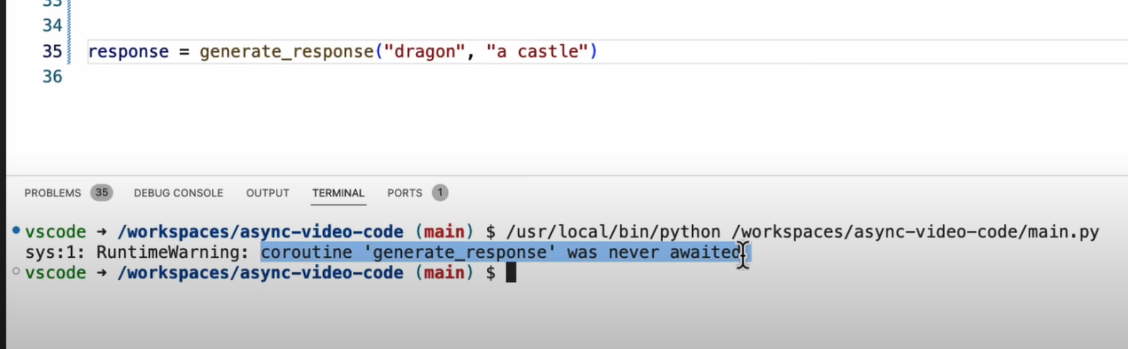 33
34
35 response = generate_response("dragon", "a castle")
36
PROBLEMS 35 DEBUG CONSOLE OUTPUT TERMINAL PORTS 1
vscode → /workspaces/async-video-code (main) $ /usr/local/bin/python /workspaces/async-video-code/main.py
sys:1: RuntimeWarning: coroutine 'generate_response' was never awaited
vscode → /workspaces/async-video-code (main) $